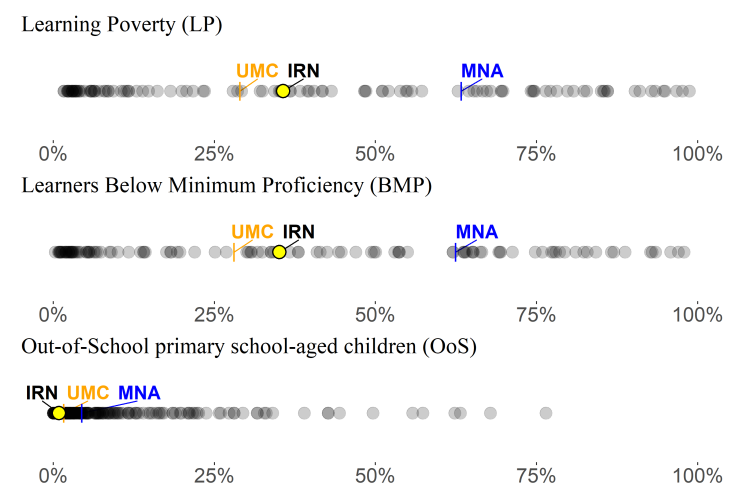 Learning Poverty (LP)
UMC IRN MNA
0% 25% 50% 75% 100%
Learners Below Minimum Proficiency (BMP)
UMC IRN MNA
0% 25% 50% 75% 100%
Out-of-School primary school-aged children (OoS)
IRN UMC MNA
0% 25% 50% 75% 100%